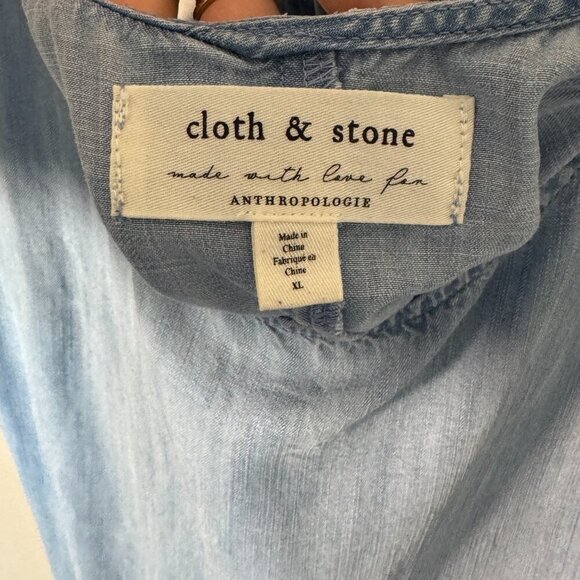 cloth & stone
made with love for
ANTHROPOLOGIE
Made in
China
Fabriqué en
Chine
XL